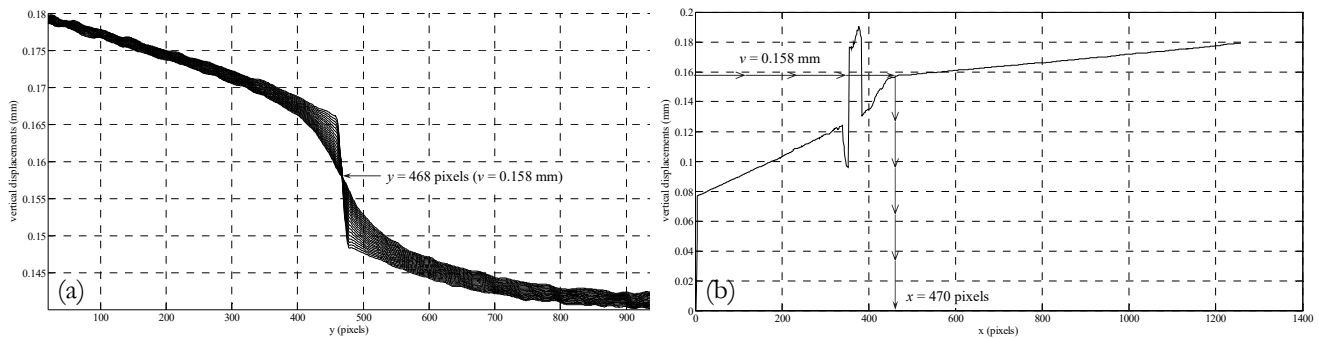 0.18
0.175
0.17
0.165
0.16
0.155
0.15
0.145
vertical displacements (mm)
y = 468 pixels (v = 0.158 mm)
(a)
100 200 300 400 500 600 700 800 900
y (pixels)
0.2
0.18
0.16
0.14
0.12
0.1
0.08
0.06
0.04
0.02
0
vertical displacements (mm)
v = 0.158 mm
x = 470 pixels
(b)
0 200 400 600 800 1000 1200 1400
x (pixels)